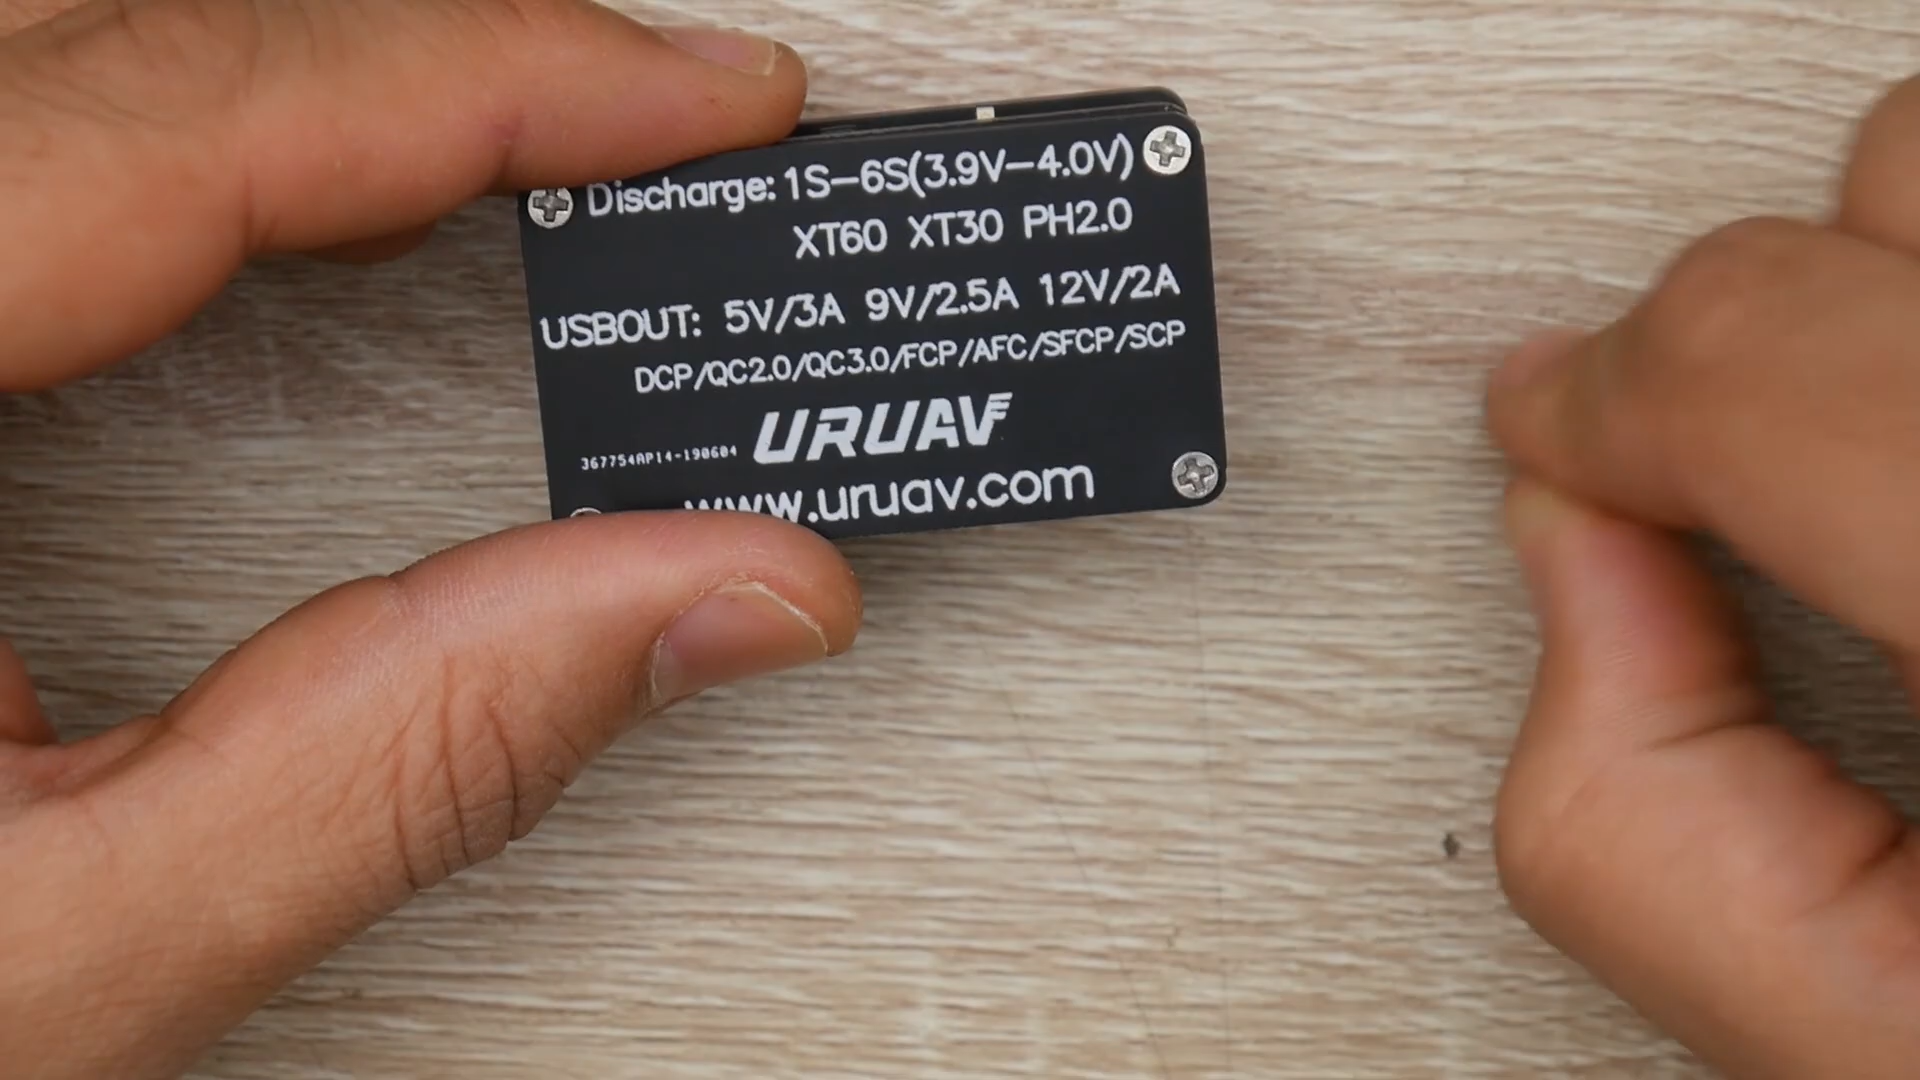 Discharge: 1S-6S(3.9V-4.0V)
XT60 XT30 PH2.0
USBOUT: 5V/3A 9V/2.5A 12V/2A
DCP/QC2.0/QC3.0/FCP/AFC/SFCP/SCP
URUAV
367754AP14-190604
www.uruav.com